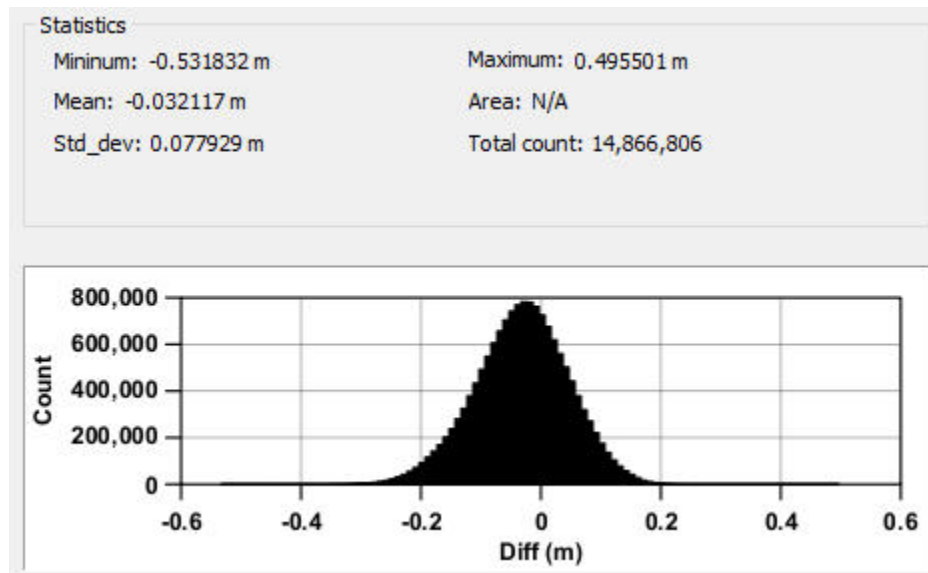 Statistics
Mininum: -0.531832 m Maximum: 0.495501 m
Mean: -0.032117 m Area: N/A
Std_dev: 0.077929 m Total count: 14,866,806
800,000
600,000
400,000
200,000
0
Count
-0.6 -0.4 -0.2 0 0.2 0.4 0.6
Diff (m)